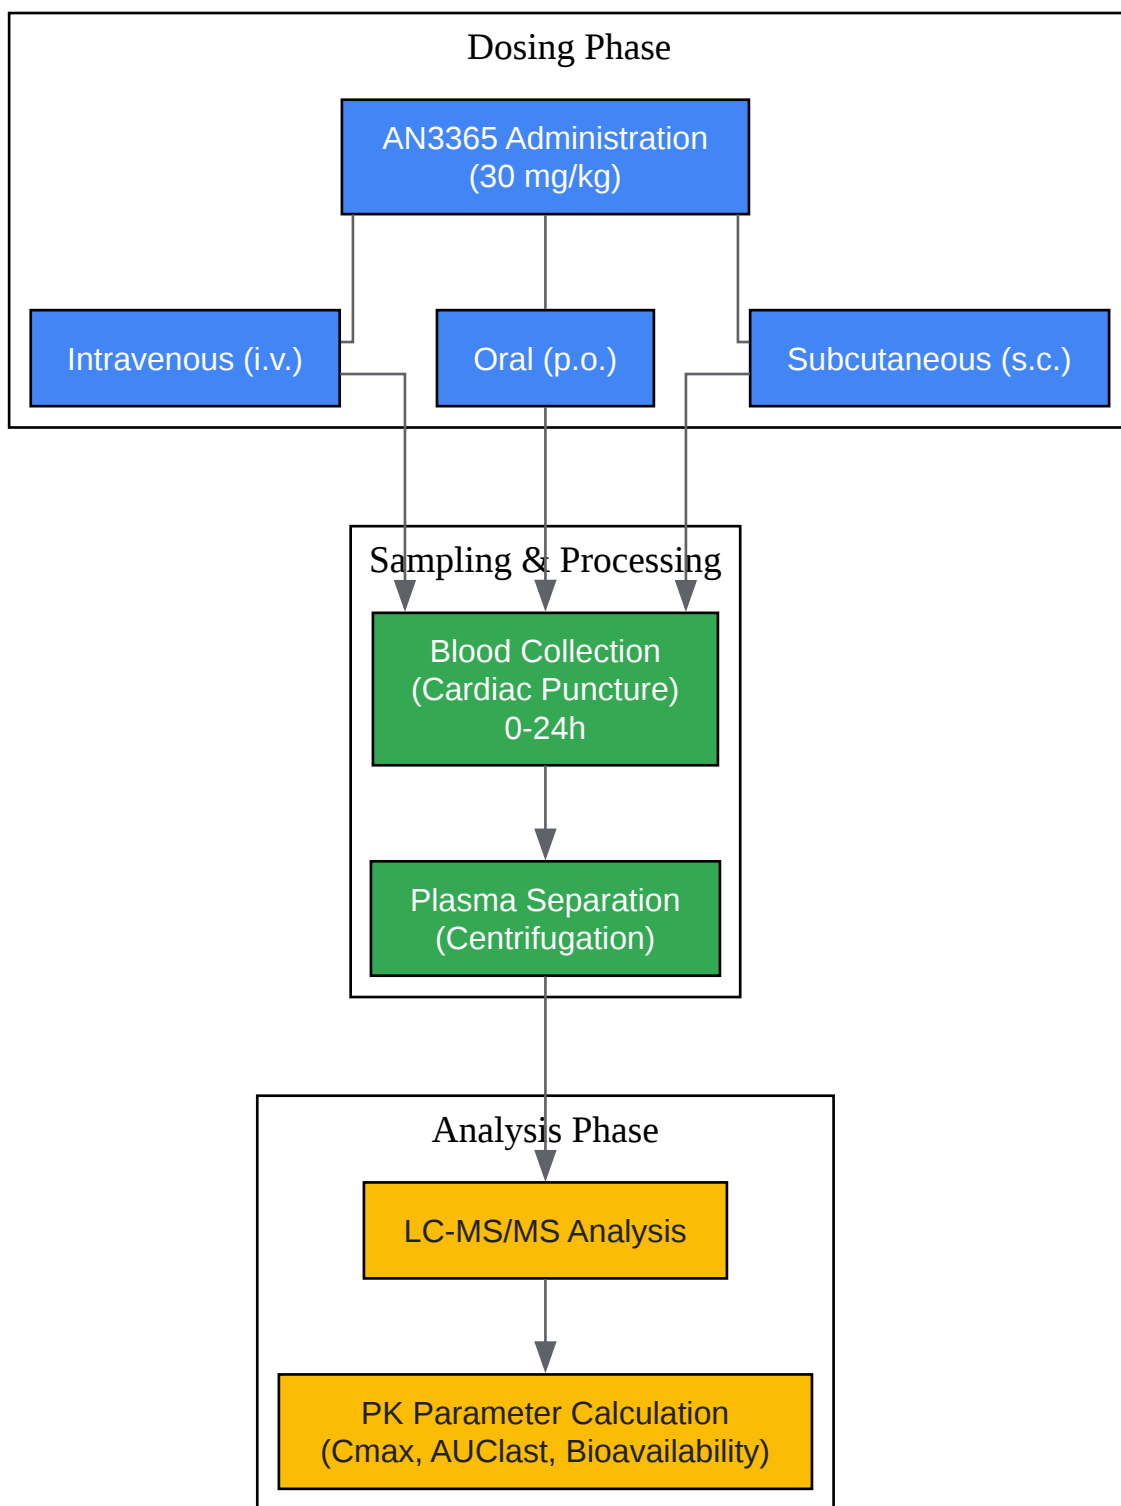 Dosing Phase
AN3365 Administration
(30 mg/kg)
Intravenous (i.v.)
Oral (p.o.)
Subcutaneous (s.c.)
Sampling & Processing
Blood Collection
(Cardiac Puncture)
0-24h
Plasma Separation
(Centrifugation)
Analysis Phase
LC-MS/MS Analysis
PK Parameter Calculation
(Cmax, AUClast, Bioavailability)